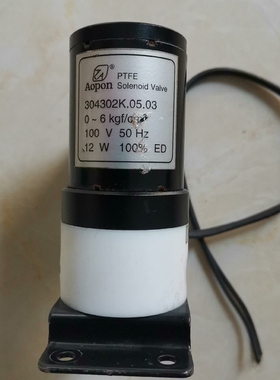 Aopon
PTFE
Solenoid Valve
304302K.05.03
0 ~ 6 kgf/cm²
100 V 50 Hz
12 W 100% ED